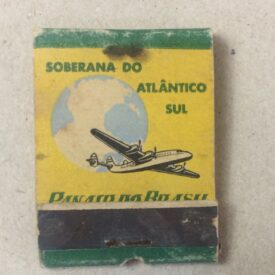 SOBERANA DO
ATLÂNTICO
SUL
PANAIR DO BRASIL